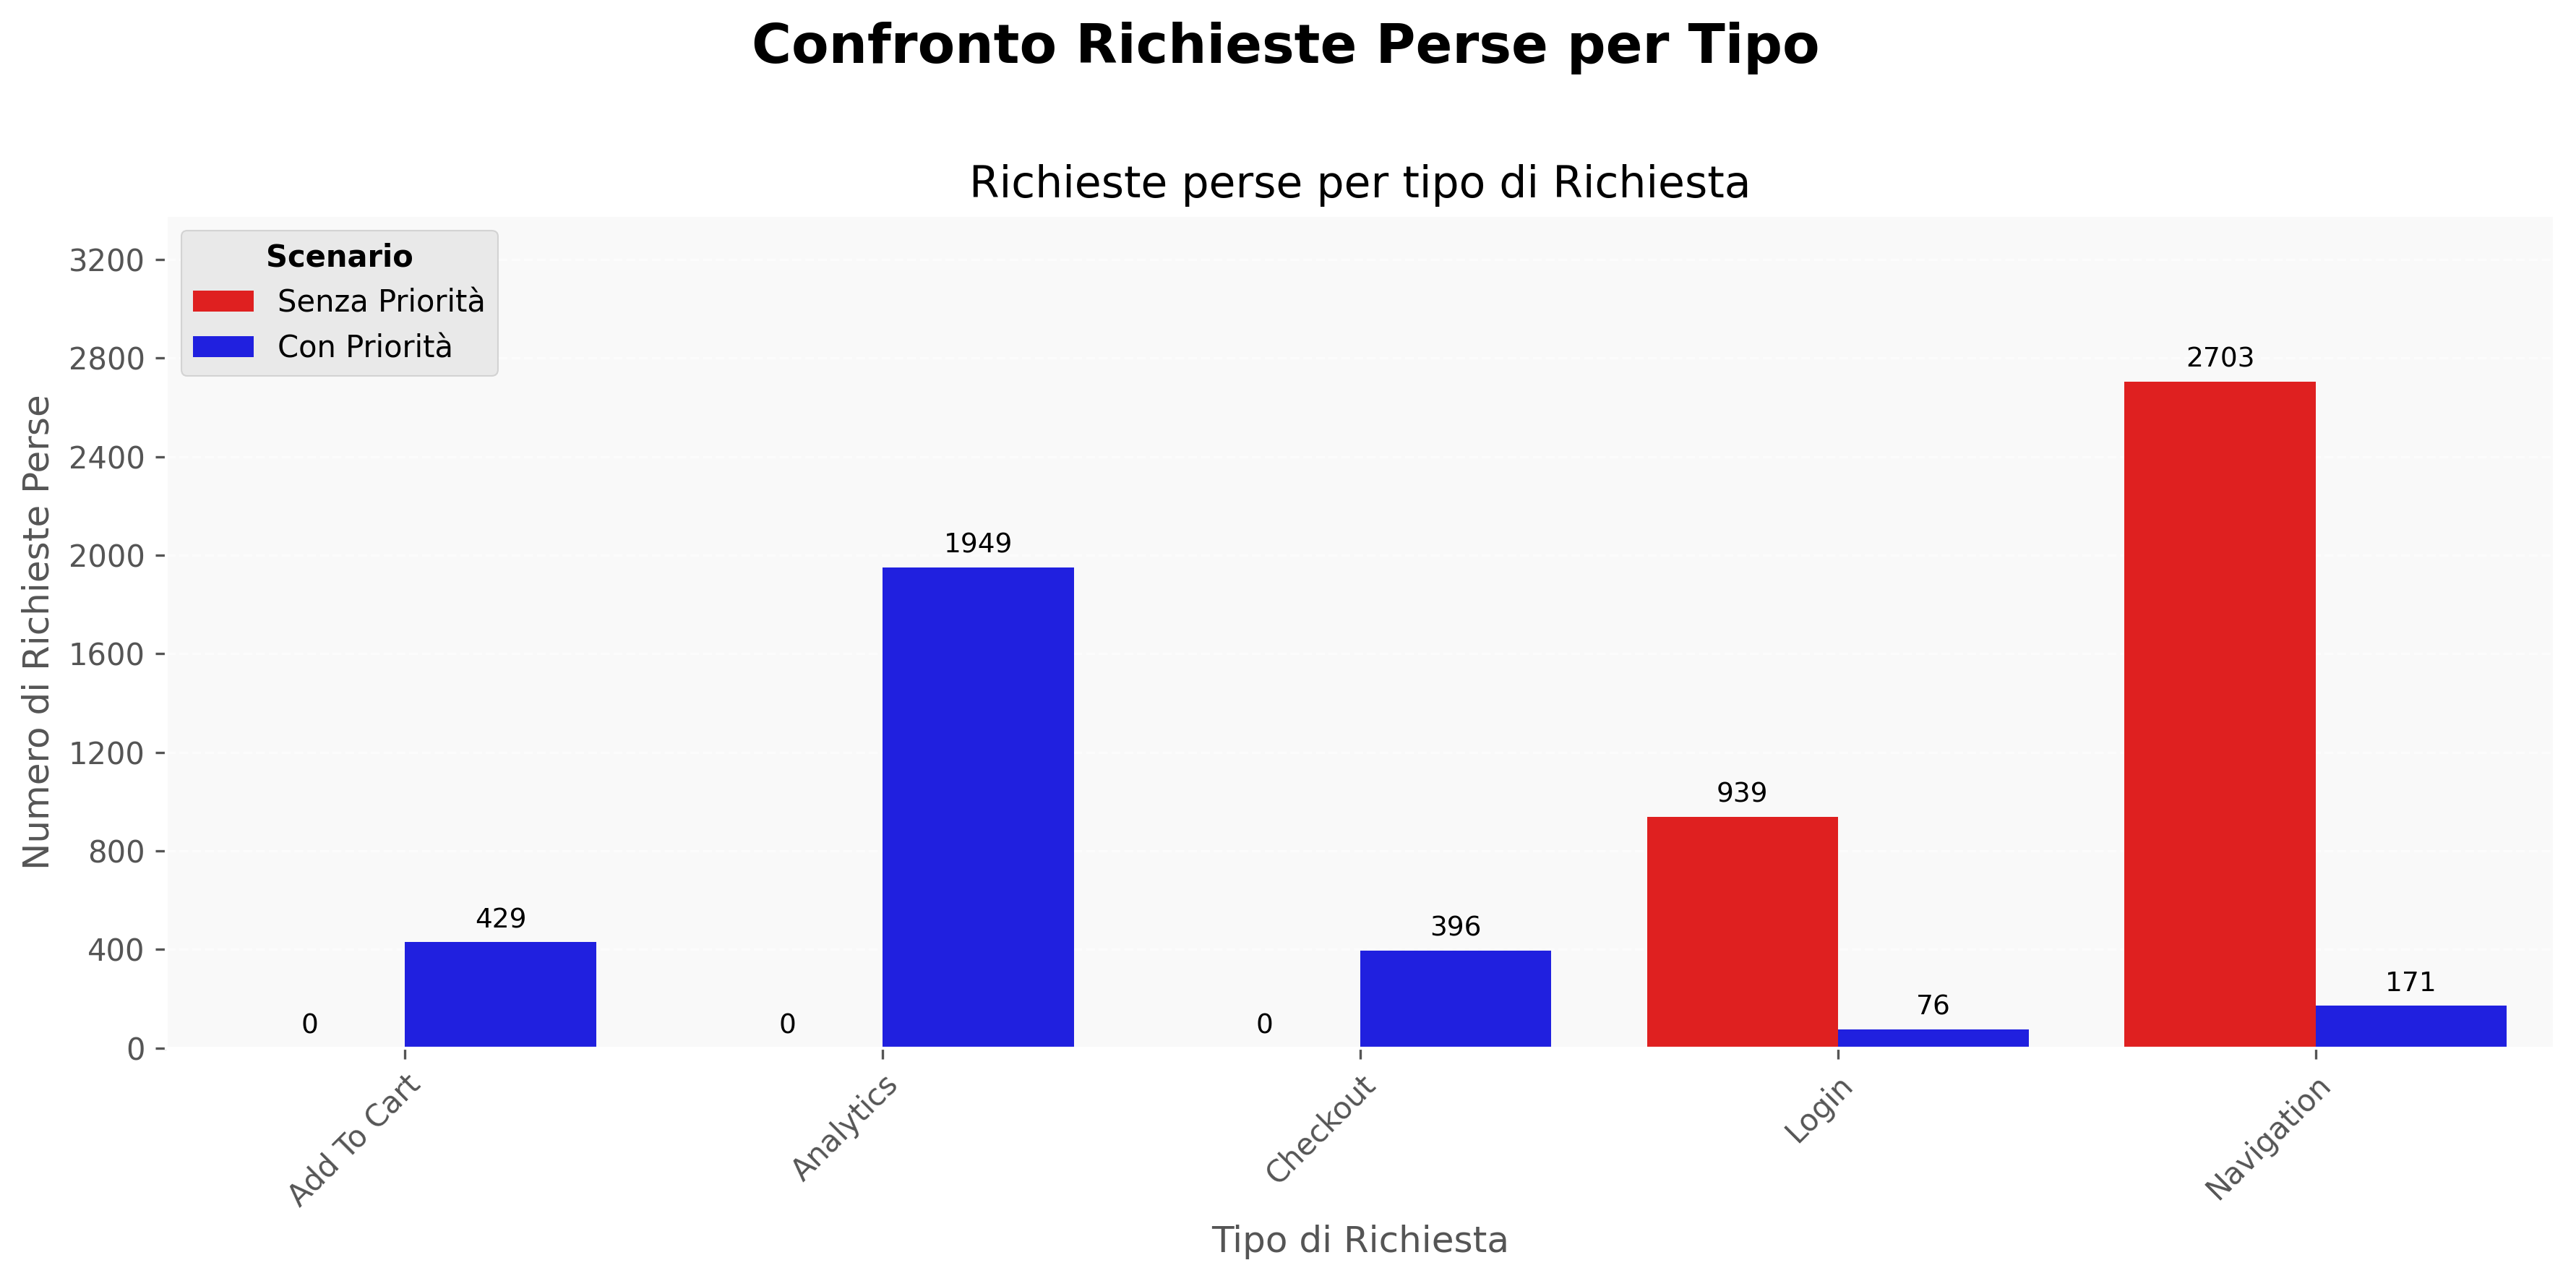 Confronto Richieste Perse per Tipo
Richieste perse per tipo di Richiesta
Scenario
Senza Priorità
Con Priorità
Numero di Richieste Perse
3200
2800
2400
2000
1600
1200
800
400
0
0
429
0
1949
0
396
939
76
2703
171
Add To Cart
Analytics
Checkout
Login
Navigation
Tipo di Richiesta